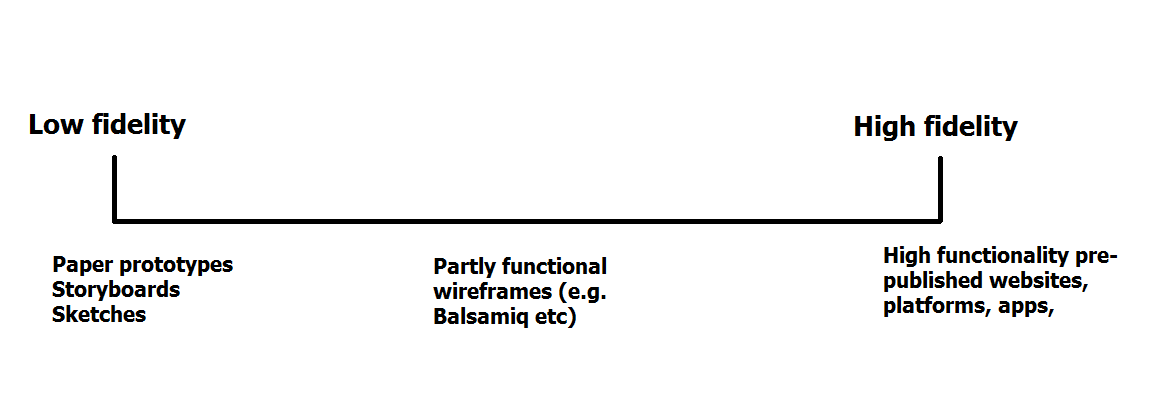 Low fidelity
High fidelity
Paper prototypes
Storyboards
Sketches
Partly functional
wireframes (e.g.
Balsamiq etc)
High functionality pre-
published websites,
platforms, apps,